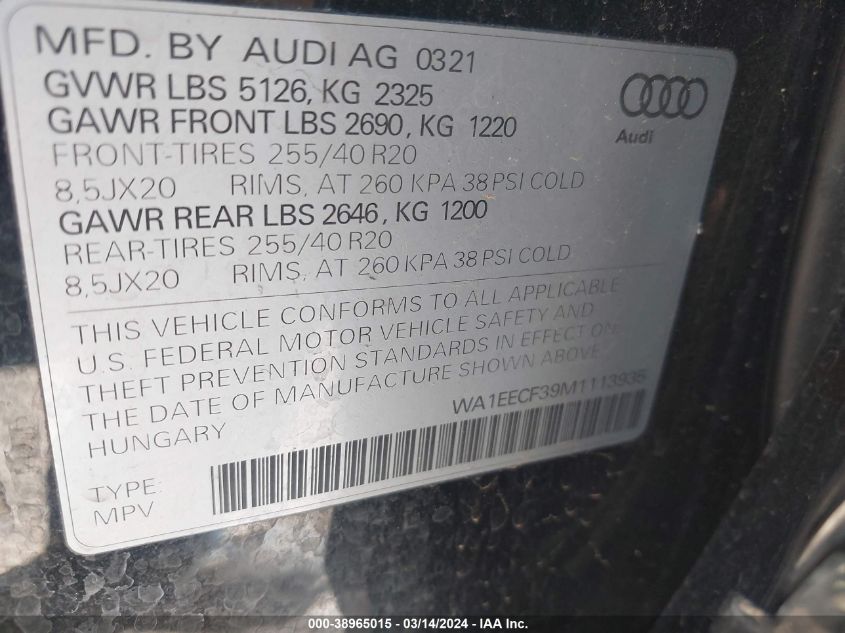 MFD. BY AUDI AG 0321
GVWR LBS 5126, KG 2325
GAWR FRONT LBS 2690, KG 1220
FRONT-TIRES 255/40 R20
8,5JX20 RIMS, AT 260 KPA 38 PSI COLD
GAWR REAR LBS 2646, KG 1200
REAR-TIRES 255/40 R20
8,5JX20 RIMS, AT 260 KPA 38 PSI COLD
Audi
THIS VEHICLE CONFORMS TO ALL APPLICABLE
U.S. FEDERAL MOTOR VEHICLE SAFETY AND
THEFT PREVENTION STANDARDS IN EFFECT ON
THE DATE OF MANUFACTURE SHOWN ABOVE.
HUNGARY
WA1EECF39M1113935
TYPE:
MPV
000-38965015 - 03/14/2024 - IAA Inc.